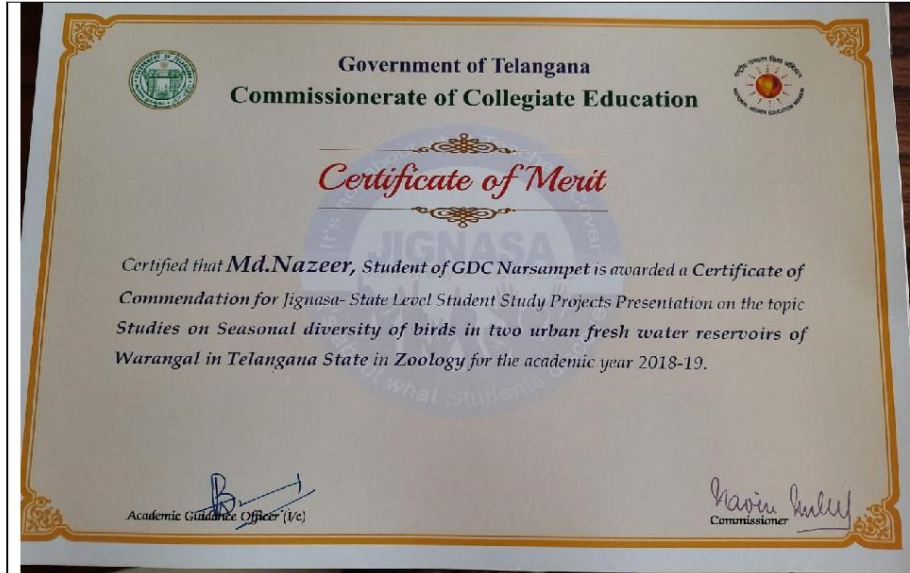 Government of Telangana
Commissionerate of Collegiate Education
Certificate of Merit
Certified that Md.Nazeer, Student of GDC Narsampet is awarded a Certificate of
Commendation for Jignasa- State Level Student Study Projects Presentation on the topic
Studies on Seasonal diversity of birds in two urban fresh water reservoirs of
Warangal in Telangana State in Zoology for the academic year 2018-19.
JIGNASA
Academic Guidance Officer (i/c)
Commissioner